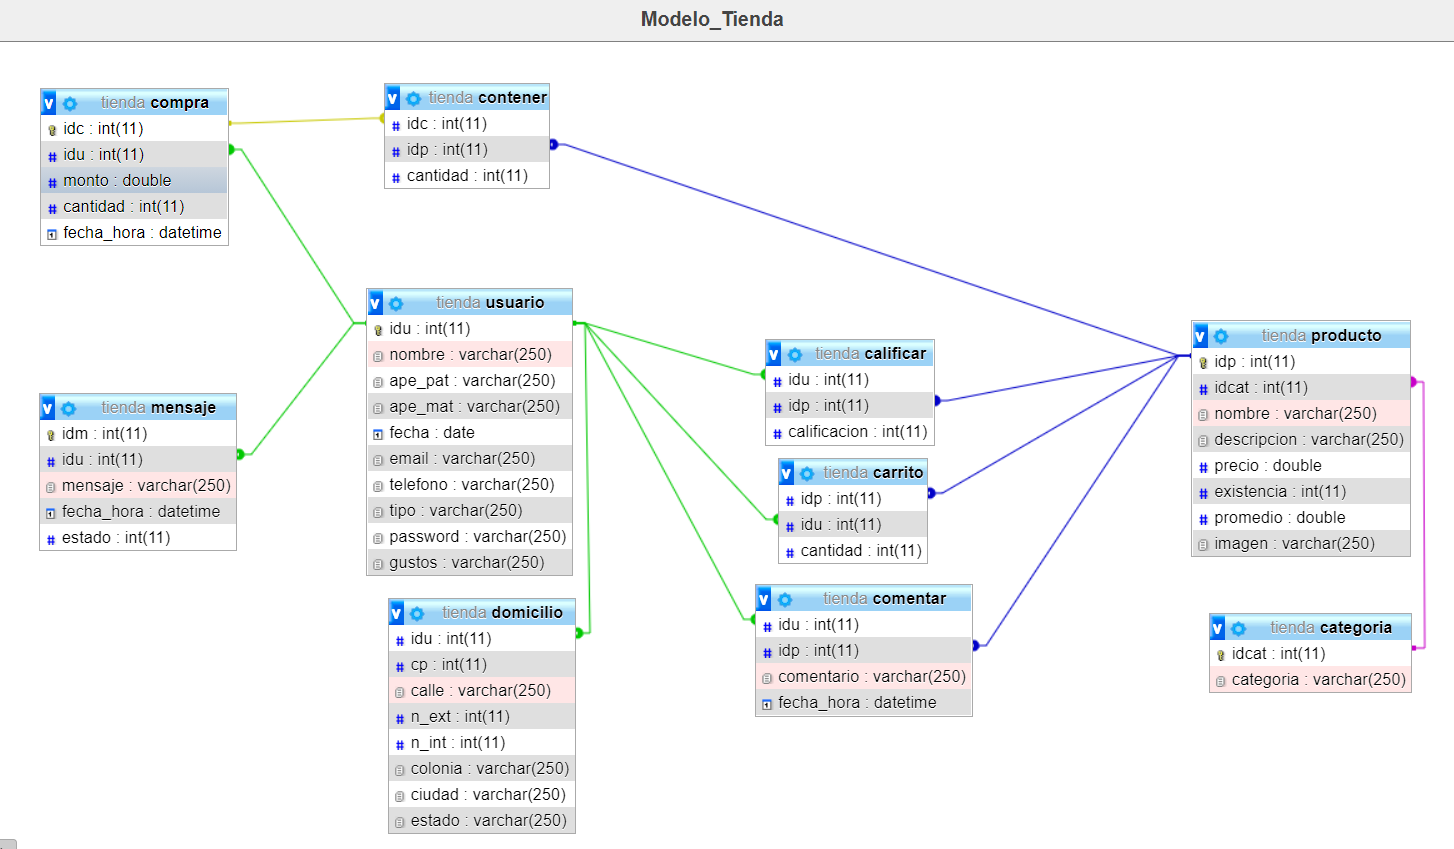 Modelo_Tienda
tienda compra
idc : int(11)
idu : int(11)
monto : double
cantidad : int(11)
fecha_hora : datetime
tienda contener
idc : int(11)
idp : int(11)
cantidad : int(11)
tienda usuario
idu : int(11)
nombre : varchar(250)
ape_pat : varchar(250)
ape_mat : varchar(250)
fecha : date
email : varchar(250)
telefono : varchar(250)
tipo : varchar(250)
password : varchar(250)
gustos : varchar(250)
tienda mensaje
idm : int(11)
idu : int(11)
mensaje : varchar(250)
fecha_hora : datetime
estado : int(11)
tienda domicilio
idu : int(11)
cp : int(11)
calle : varchar(250)
n_ext : int(11)
n_int : int(11)
colonia : varchar(250)
ciudad : varchar(250)
estado : varchar(250)
tienda calificar
idu : int(11)
idp : int(11)
calificacion : int(11)
tienda carrito
idp : int(11)
idu : int(11)
cantidad : int(11)
tienda comentar
idu : int(11)
idp : int(11)
comentario : varchar(250)
fecha_hora : datetime
tienda producto
idp : int(11)
idcat : int(11)
nombre : varchar(250)
descripcion : varchar(250)
precio : double
existencia : int(11)
promedio : double
imagen : varchar(250)
tienda categoria
idcat : int(11)
categoria : varchar(250)